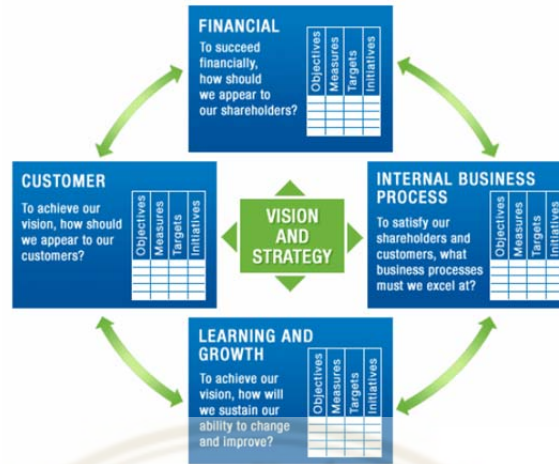 FINANCIAL
To succeed
financially,
how should
we appear to
our shareholders?
Objectives
Measures
Targets
Initiatives
CUSTOMER
To achieve our
vision, how should
we appear to our
customers?
Objectives
Measures
Targets
Initiatives
VISION
AND
STRATEGY
INTERNAL BUSINESS
PROCESS
To satisfy our
shareholders and
customers, what
business processes
must we excel at?
Objectives
Measures
Targets
Initiatives
LEARNING AND
GROWTH
To achieve our
vision, how will
we sustain our
ability to change
and improve?
Objectives
Measures
Targets
Initiatives